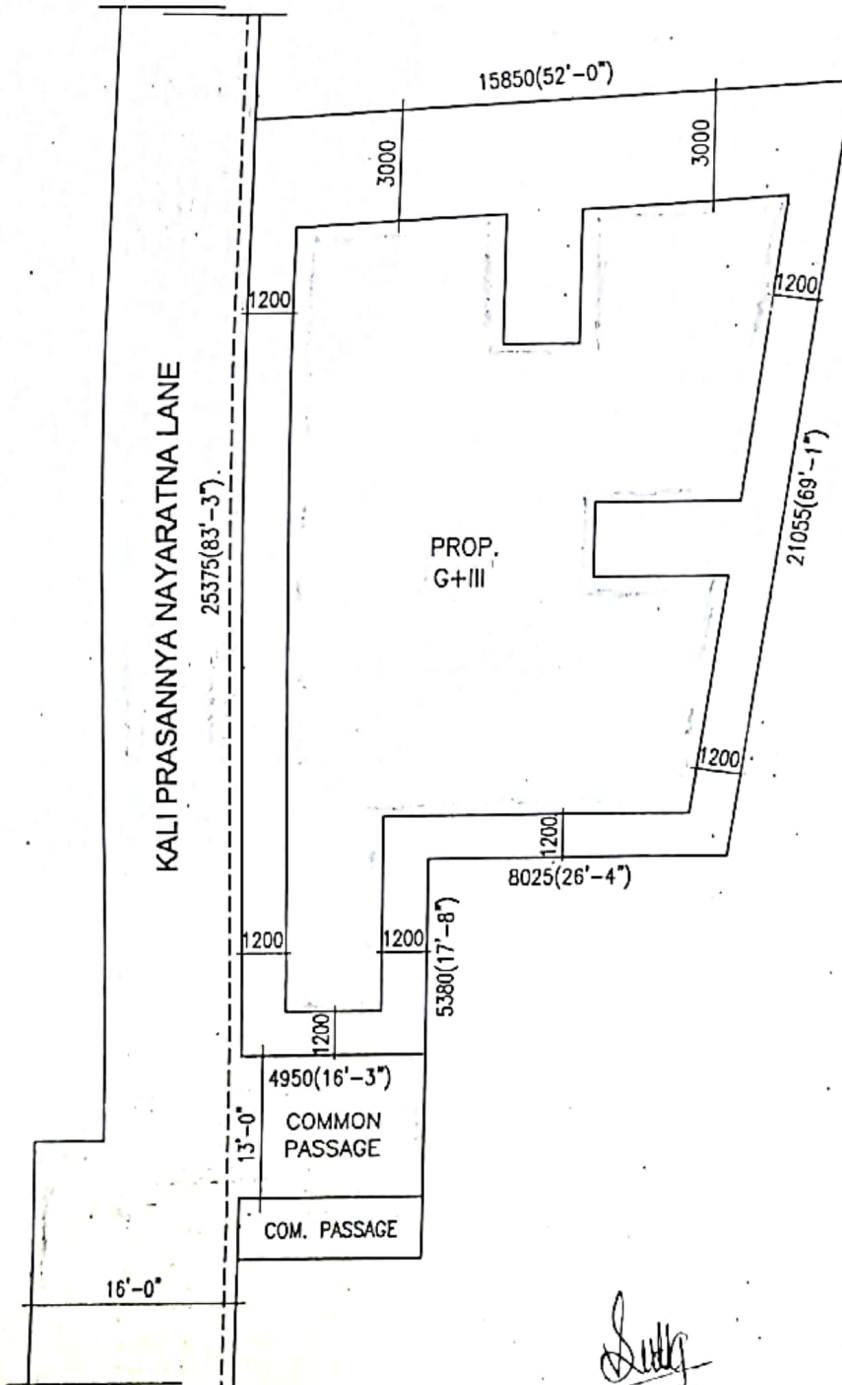 15850(52'-0")
3000
3000
1200
1200
KALI PRASANNYA NAYARATNA LANE
25375(83'-3").
21055(69'-1")
PROP.
G+III
1200
1200
8025(26'-4")
1200
1200
5380(17'-8")
1200
4950(16'-3")
13'-0"
COMMON
PASSAGE
COM. PASSAGE
16'-0"